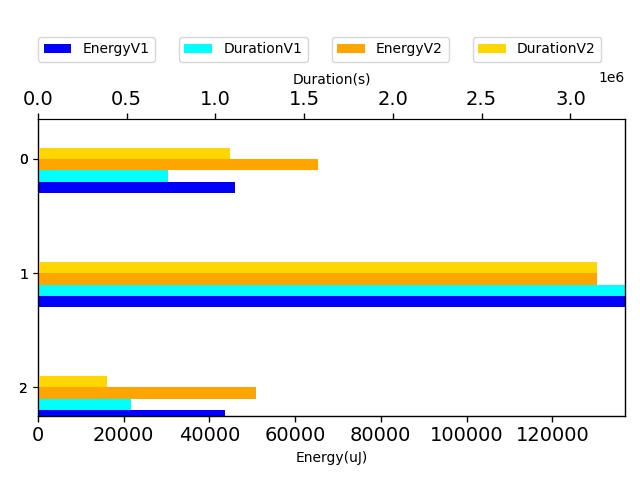 EnergyV1 DurationV1 EnergyV2 DurationV2
Duration(s) 1e6
0.0 0.5 1.0 1.5 2.0 2.5 3.0
0
1
2
0 20000 40000 60000 80000 100000 120000
Energy(uJ)